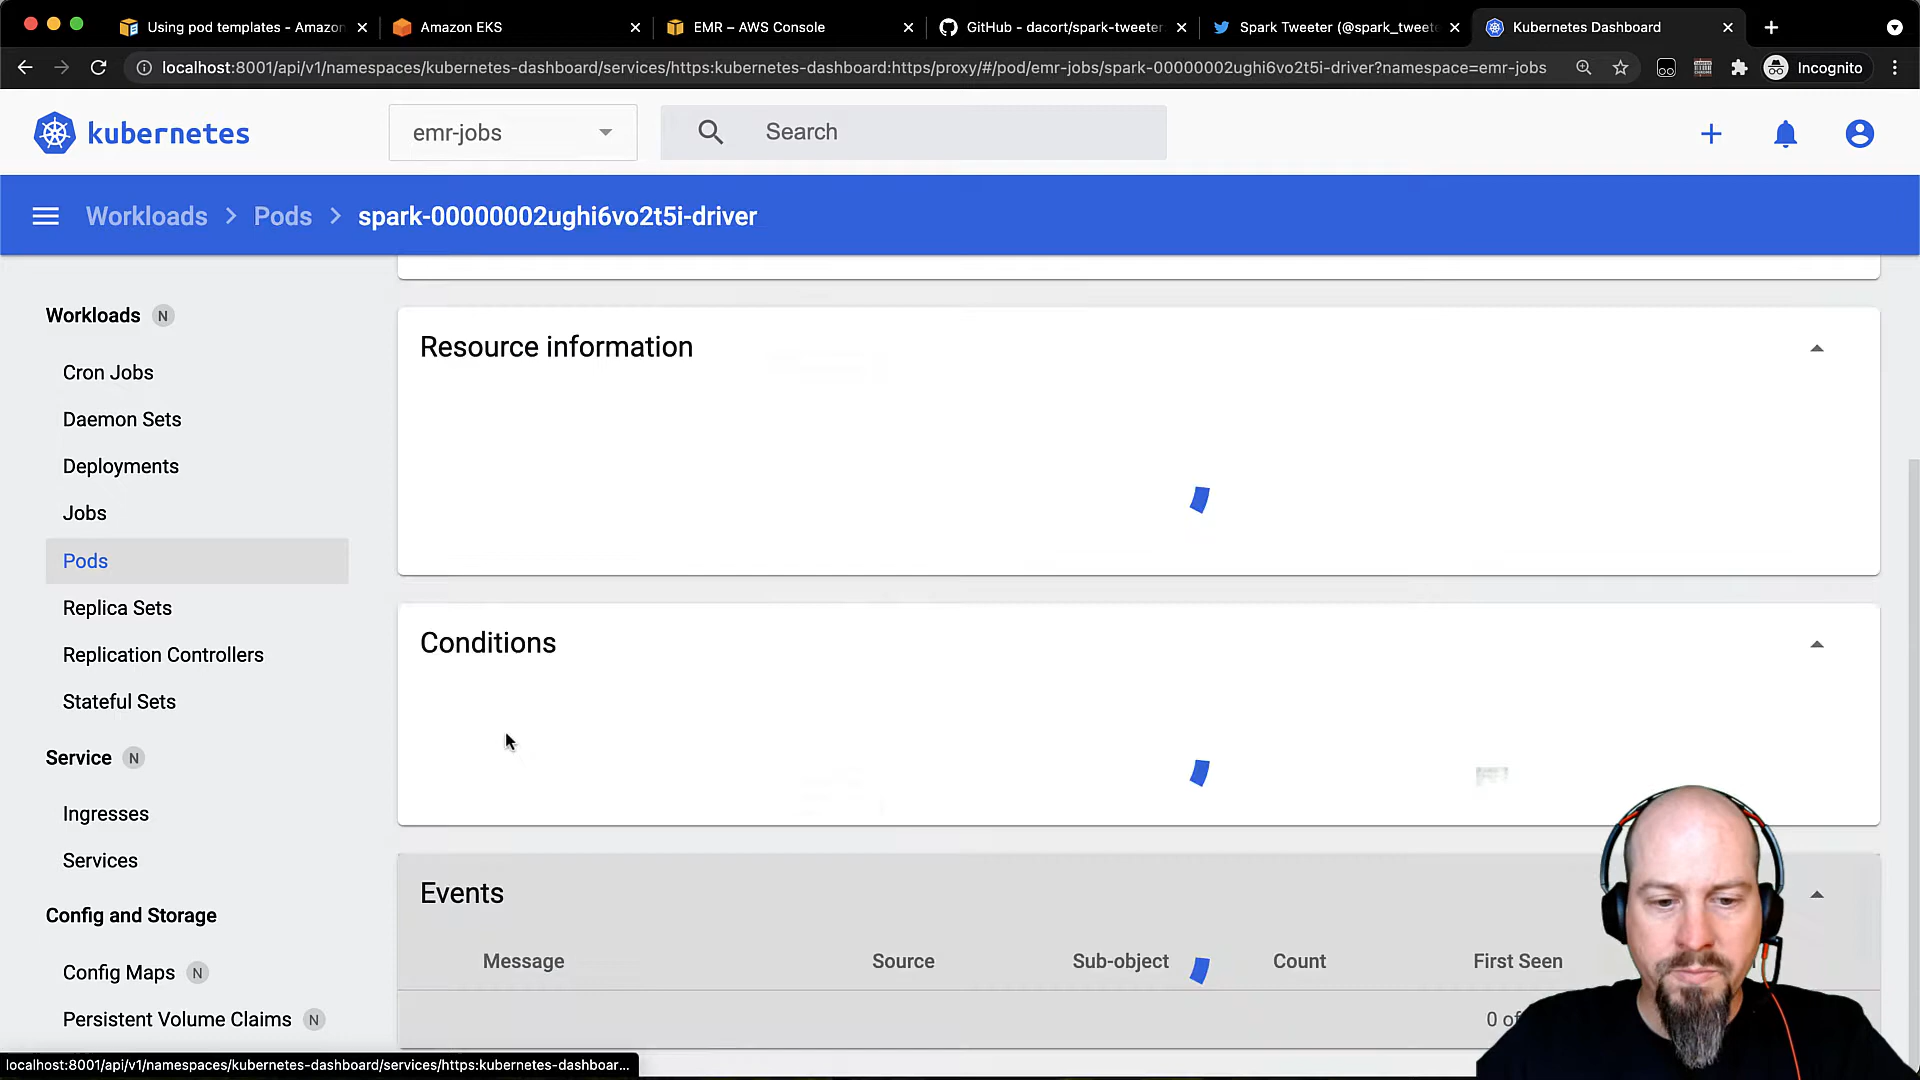 Using pod templates - Amazon
Amazon EKS
EMR – AWS Console
GitHub - dacort/spark-tweeter
Spark Tweeter (@spark_tweete
Kubernetes Dashboard
localhost:8001/api/v1/namespaces/kubernetes-dashboard/services/https:kubernetes-dashboard:https/proxy/#/pod/emr-jobs/spark-00000002ughi6vo2t5i-driver?namespace=emr-jobs
Incognito
kubernetes
emr-jobs
Search
Workloads > Pods > spark-00000002ughi6vo2t5i-driver
Workloads N
Cron Jobs
Daemon Sets
Deployments
Jobs
Pods
Replica Sets
Replication Controllers
Stateful Sets
Service N
Ingresses
Services
Config and Storage
Config Maps N
Persistent Volume Claims N
Resource information
Conditions
Events
Message Source Sub-object Count First Seen
0 of
localhost:8001/api/v1/namespaces/kubernetes-dashboard/services/https:kubernetes-dashboar...